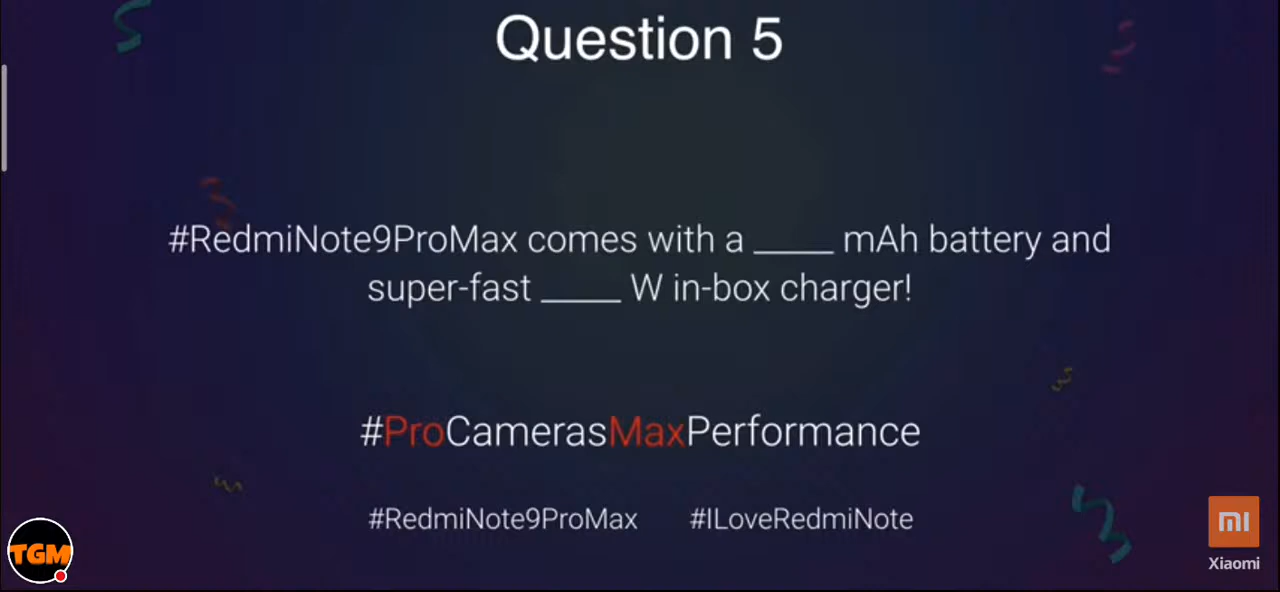 Question 5
#RedmiNote9ProMax comes with a _____ mAh battery and
super-fast _____ W in-box charger!
#ProCamerasMaxPerformance
#RedmiNote9ProMax #ILoveRedmiNote
TGM
MI
Xiaomi